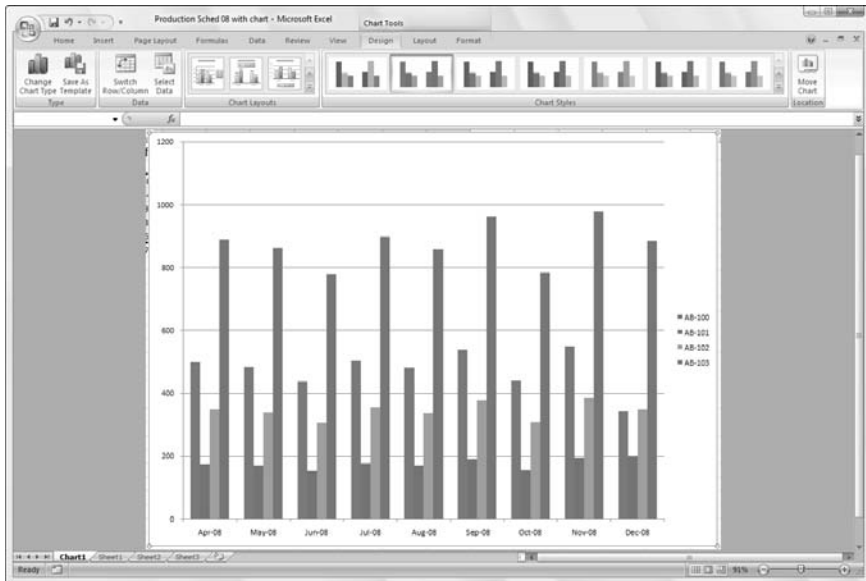 Production Sched 08 with chart - Microsoft Excel
Chart Tools
Home Insert Page Layout Formulas Data Review View Design Layout Format
Change Chart Type
Save As Template
Switch Row/Column
Select Data
Move Chart
Type
Data
Chart Layouts
Chart Styles
Location
fx
1200
1000
800
600
400
200
0
Apr-08 May-08 Jun-08 Jul-08 Aug-08 Sep-08 Oct-08 Nov-08 Dec-08
AB-100
AB-101
AB-102
AB-103
Chart1 Sheet1 Sheet2 Sheet3
Ready
91%